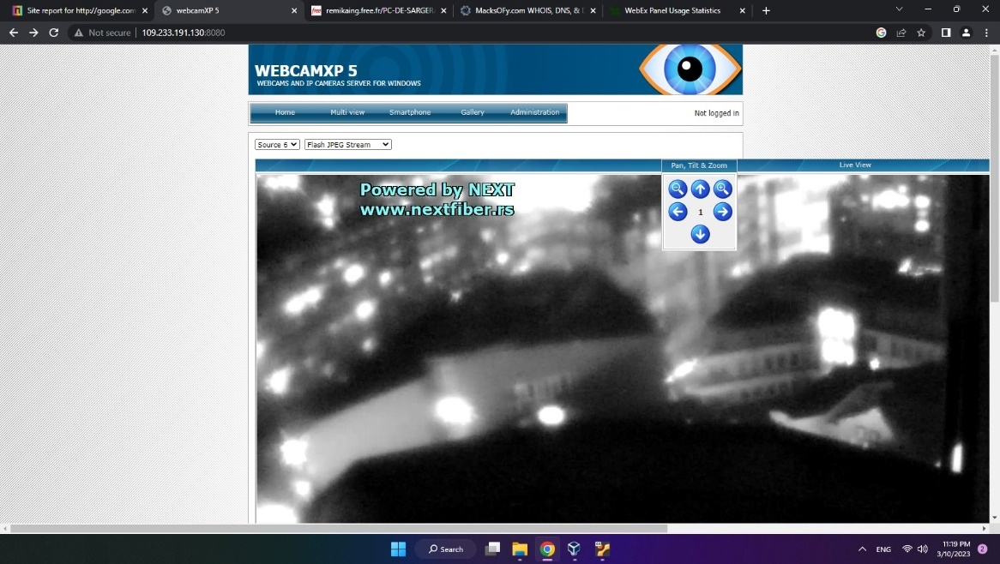 Site report for http://google.com
webcamXP 5
remikaing.free.fr/PC-DE-SARGERA
MacksOfy.com WHOIS, DNS, & D
WebEx Panel Usage Statistics
Not secure
109.233.191.130:8080
WEBCAMXP 5
WEBCAMS AND IP CAMERAS SERVER FOR WINDOWS
Home
Multi view
Smartphone
Gallery
Administration
Not logged in
Source 6
Flash JPEG Stream
Pan, Tilt & Zoom
Live View
Powered by NEXT
www.nextfiber.rs
1
Search
ENG
11:19 PM
3/10/2023
2